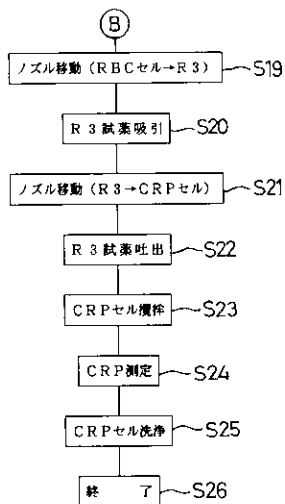 B
ノズル移動(RBCセル→R3) S19
R3試薬吸引 S20
ノズル移動(R3→CRPセル) S21
R3試薬吐出 S22
CRPセル攪拌 S23
CRP測定 S24
CRPセル洗浄 S25
終 了 S26